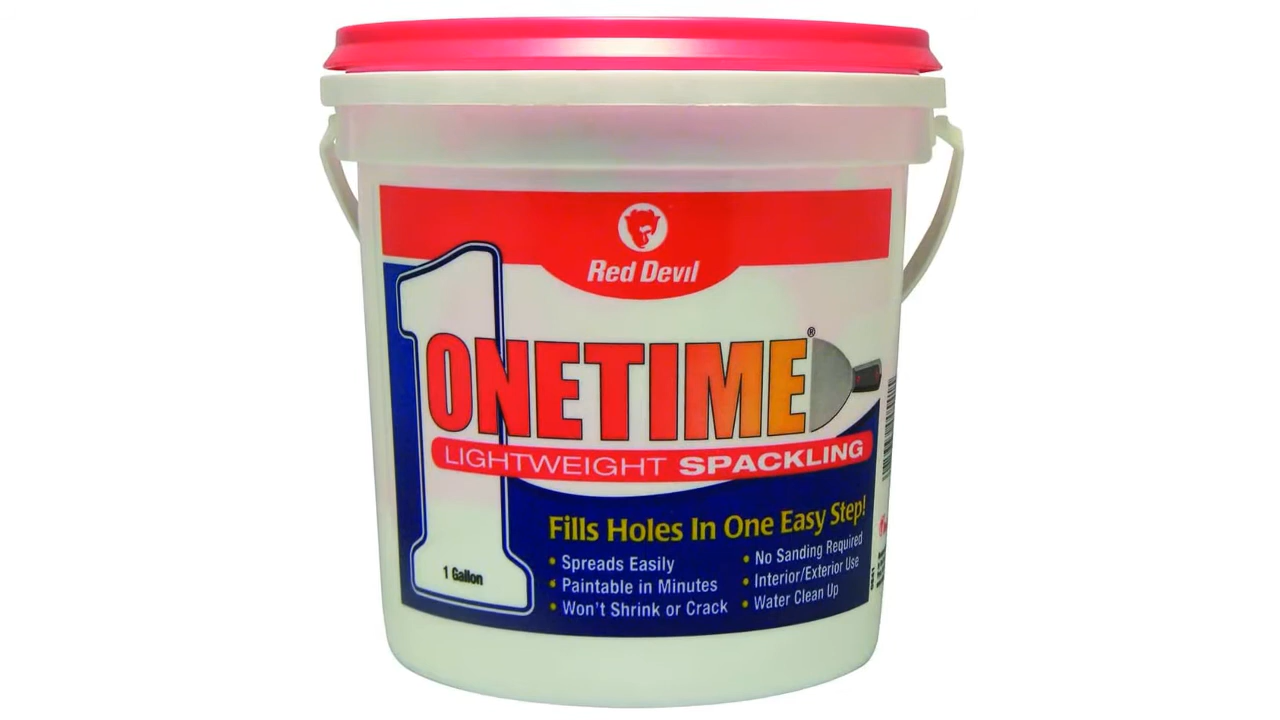 Red Devil
1
ONETIME®
LIGHTWEIGHT SPACKLING
Fills Holes In One Easy Step!
• Spreads Easily
• Paintable in Minutes
• Won't Shrink or Crack
• No Sanding Required
• Interior/Exterior Use
• Water Clean Up
1 Gallon